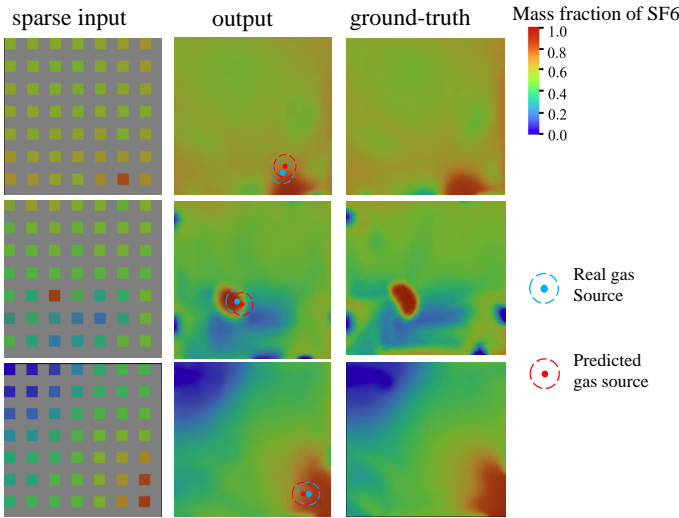 sparse input
output
ground-truth
Mass fraction of SF6
1.0
0.8
0.6
0.4
0.2
0.0
Real gas
Source
Predicted
gas source